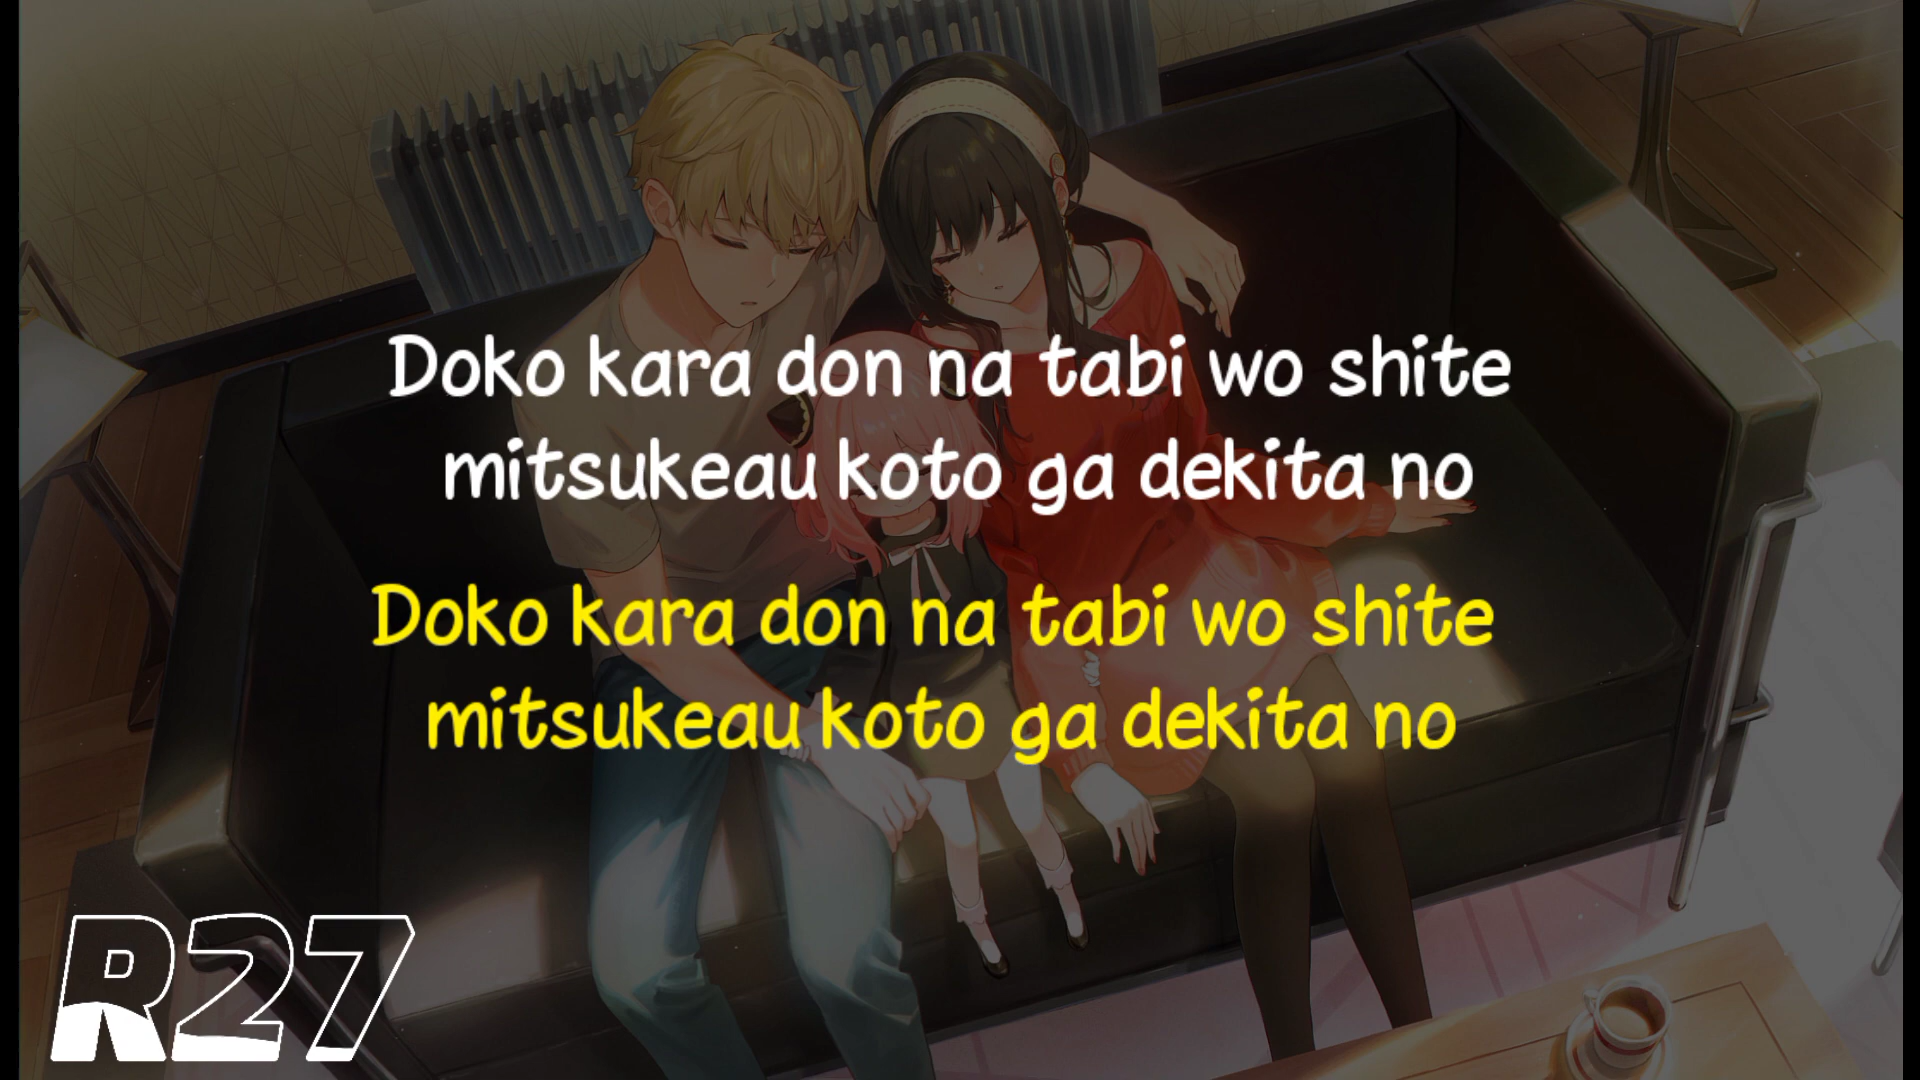 Doko kara don na tabi wo shite
mitsukeau koto ga dekita no
Doko kara don na tabi wo shite
mitsukeau koto ga dekita no
R27